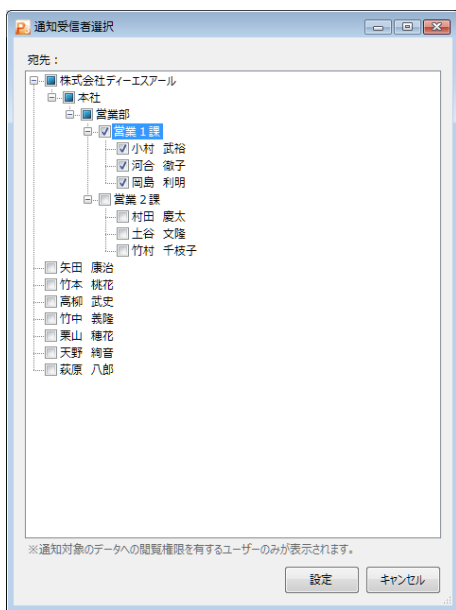 通知受信者選択
宛先：
株式会社ディーエスアール
本社
営業部
営業１課
小村 武裕
河合 徹子
岡島 利明
営業２課
村田 慶太
土谷 文隆
竹村 千枝子
矢田 康治
竹本 桃花
高柳 武史
竹中 義隆
栗山 穂花
天野 絢音
萩原 八郎
※通知対象のデータへの閲覧権限を有するユーザーのみが表示されます。
設定 キャンセル